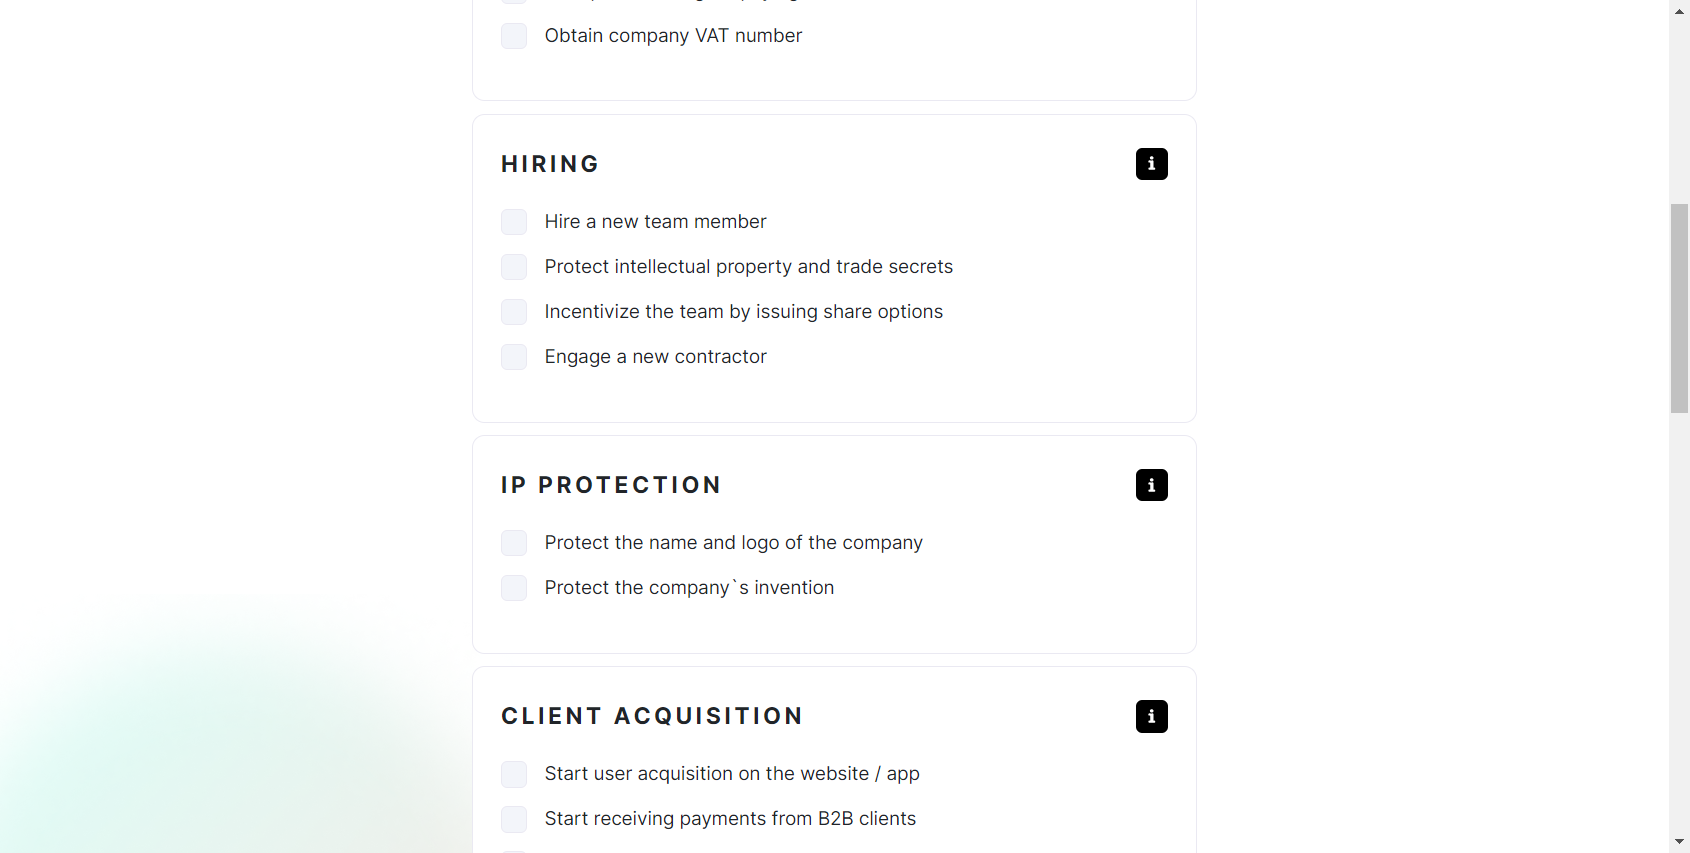 Obtain company VAT number
HIRING
Hire a new team member
Protect intellectual property and trade secrets
Incentivize the team by issuing share options
Engage a new contractor
IP PROTECTION
Protect the name and logo of the company
Protect the company`s invention
CLIENT ACQUISITION
Start user acquisition on the website / app
Start receiving payments from B2B clients